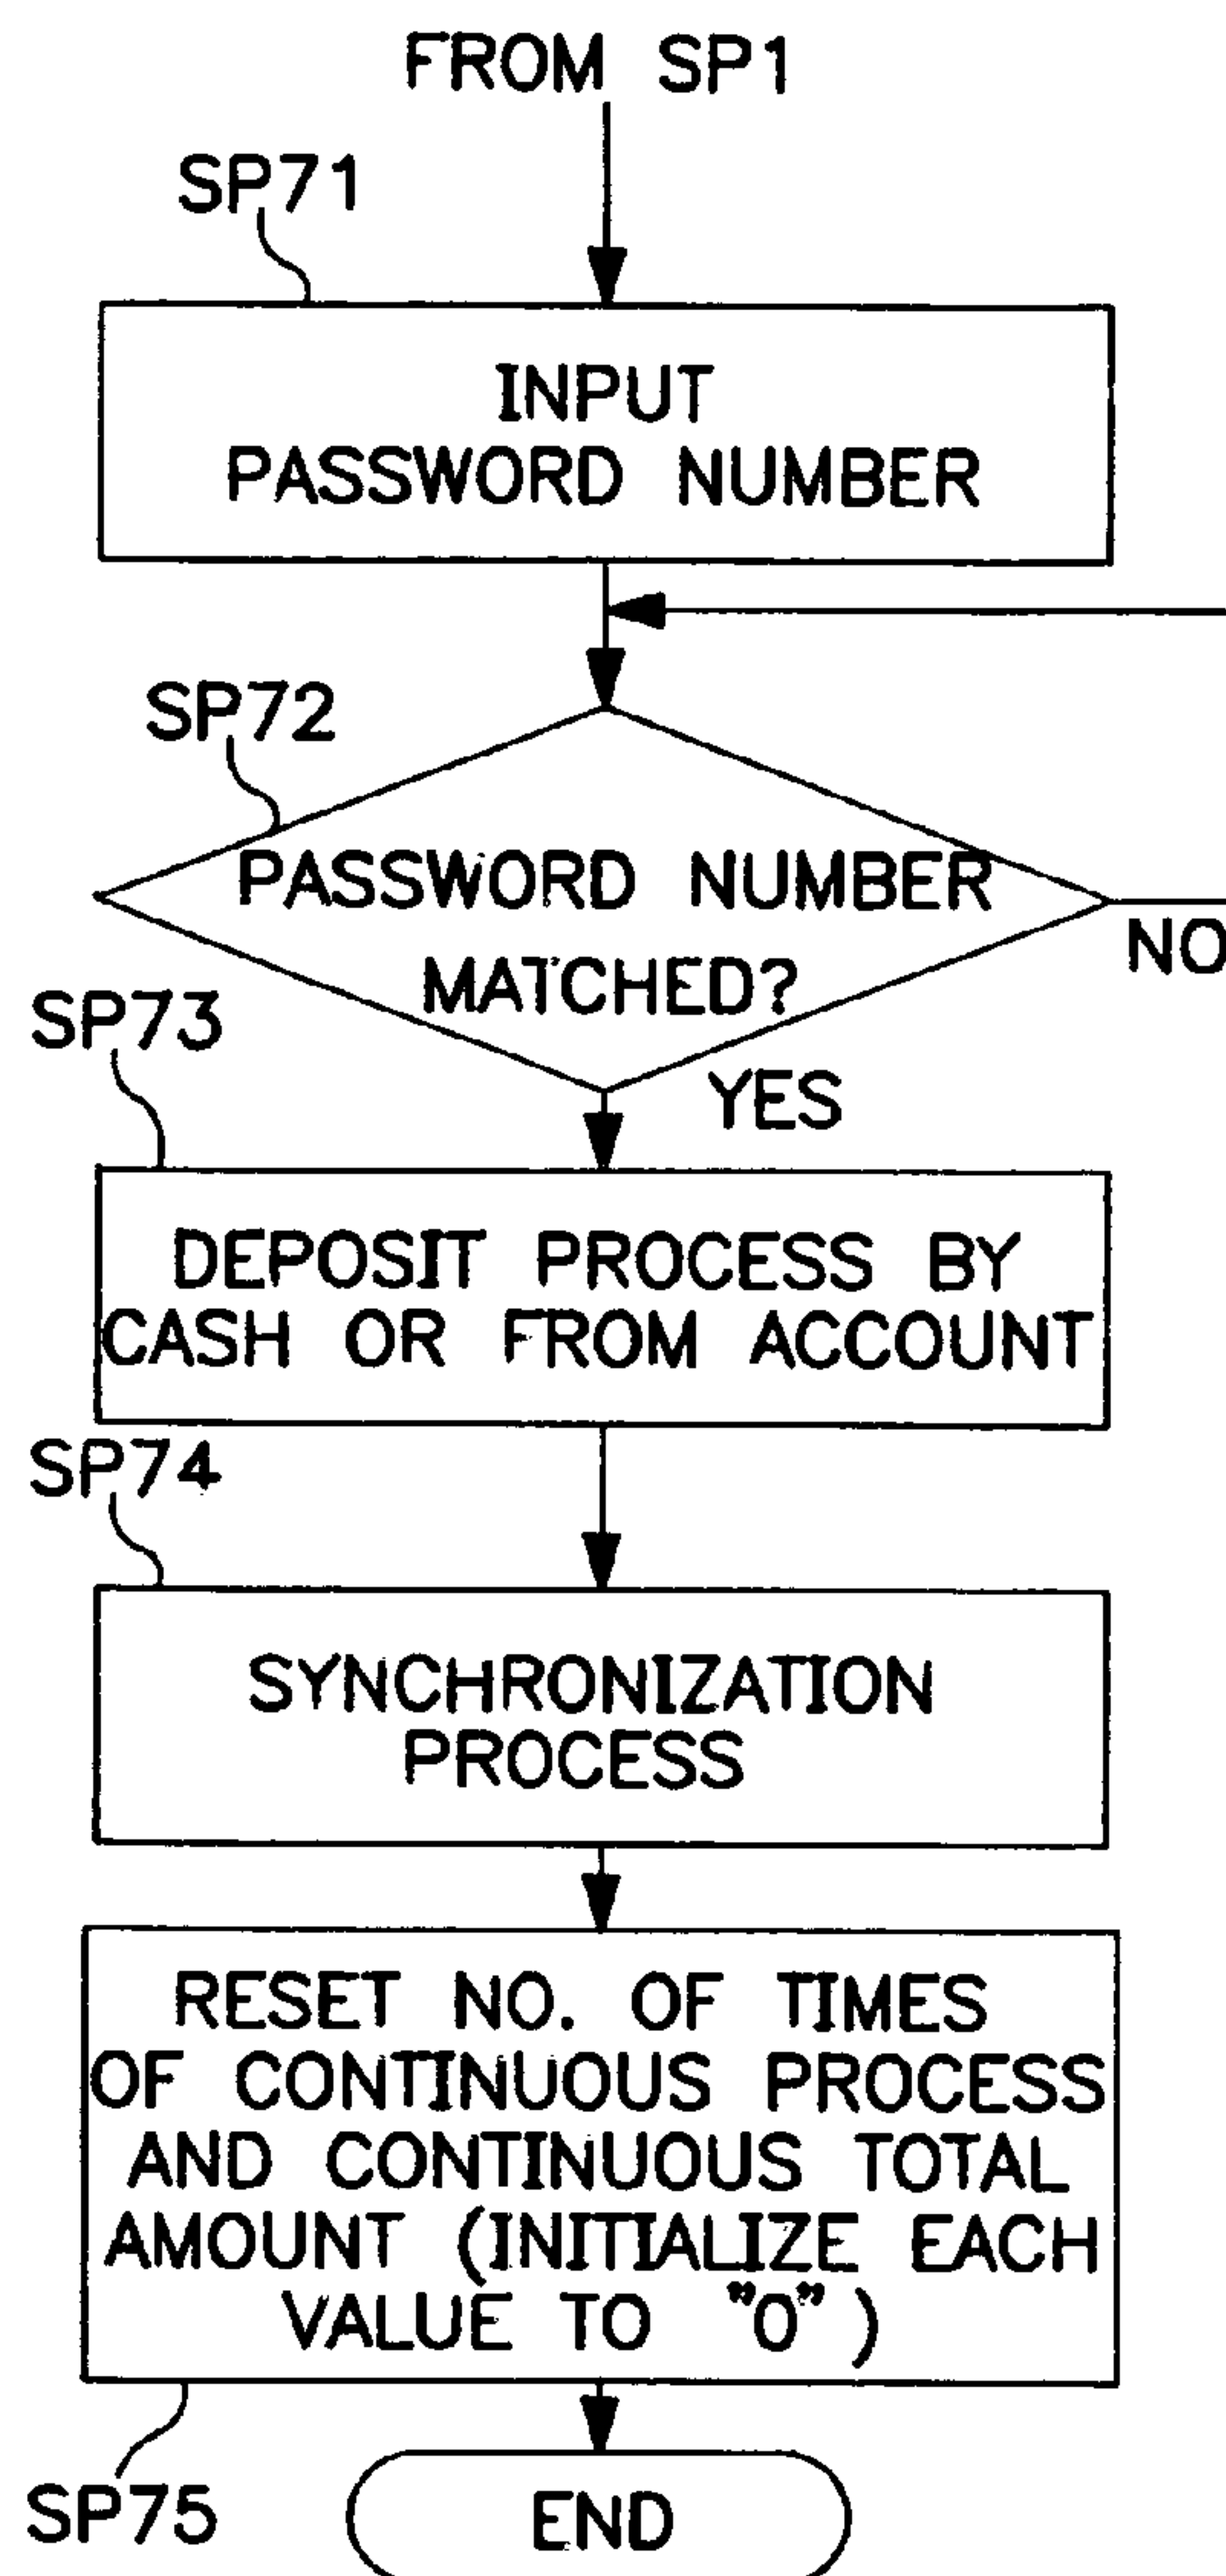 FROM SP1
SP71
INPUT
PASSWORD NUMBER
SP72
PASSWORD NUMBER
MATCHED?
NO
SP73
YES
DEPOSIT PROCESS BY
CASH OR FROM ACCOUNT
SP74
SYNCHRONIZATION
PROCESS
RESET NO. OF TIMES
OF CONTINUOUS PROCESS
AND CONTINUOUS TOTAL
AMOUNT (INITIALIZE EACH
VALUE TO "0")
SP75
END